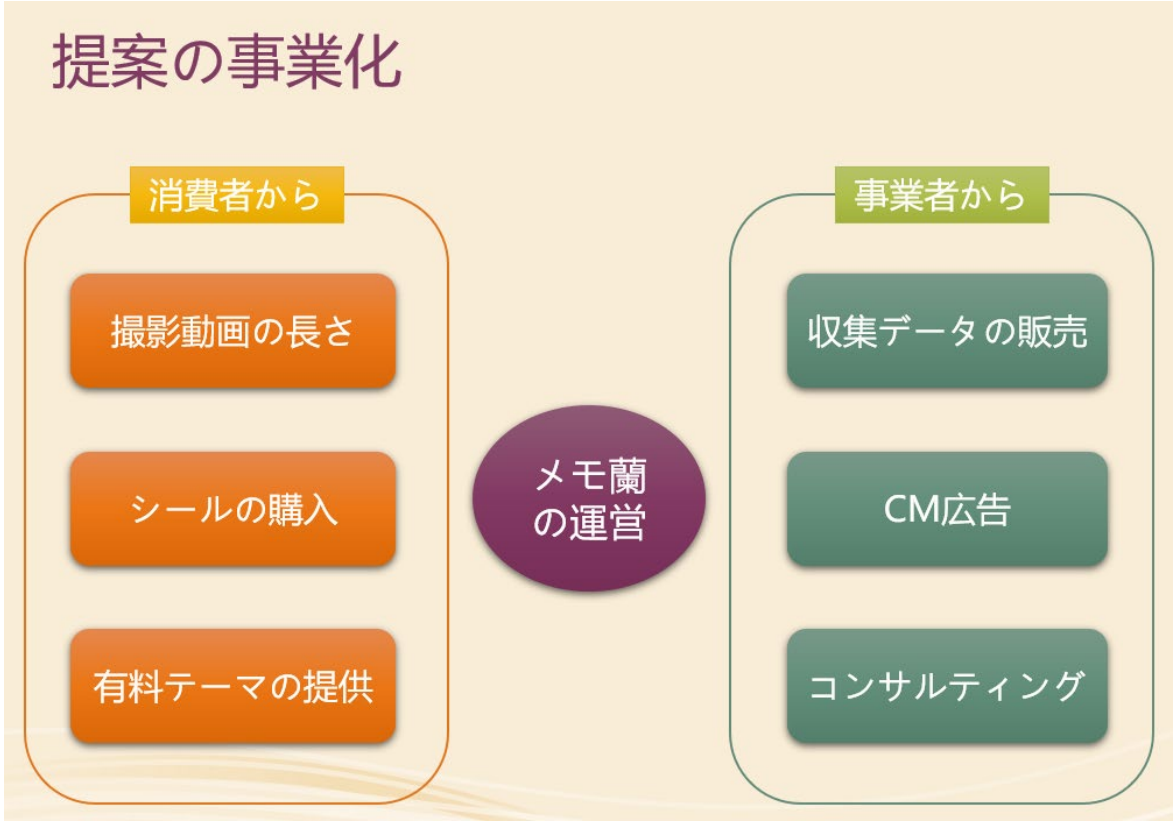 提案の事業化
消費者から
撮影動画の長さ
シールの購入
有料テーマの提供
メモ蘭
の運営
事業者から
収集データの販売
CM広告
コンサルティング